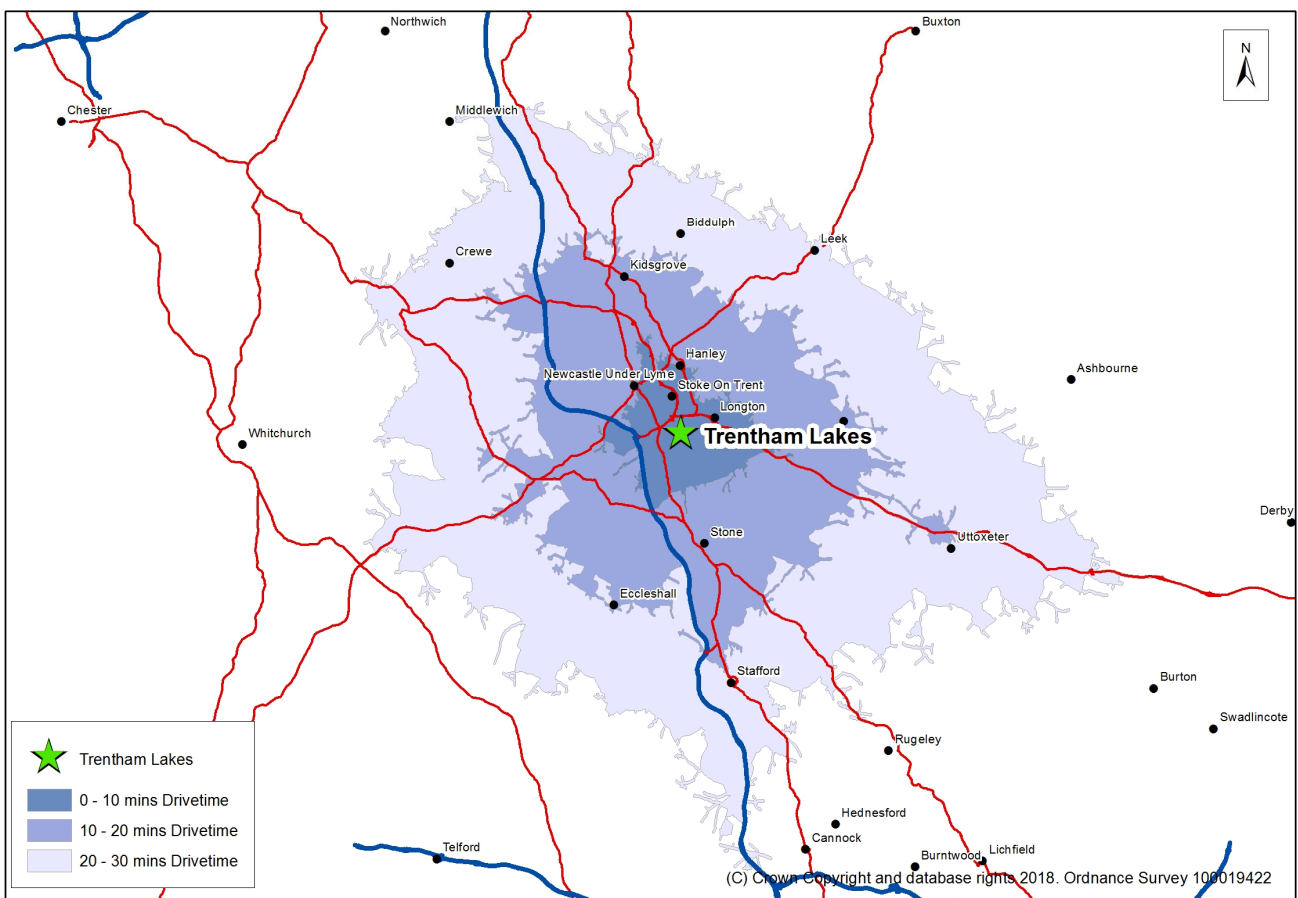 Northwich
Buxton
N
Chester
Middlewich
Biddulph
Leek
Crewe
Kidsgrove
Hanley
Ashbourne
Newcastle Under Lyme
Stoke On Trent
Longton
Whitchurch
Trentham Lakes
Derby
Stone
Uttoxeter
Eccleshall
Stafford
Burton
Swadlincote
Rugeley
Trentham Lakes
0 - 10 mins Drivetime
10 - 20 mins Drivetime
20 - 30 mins Drivetime
Hednesford
Cannock
Telford
Burntwood
Lichfield
(C) Crown Copyright and database rights 2018. Ordnance Survey 100019422